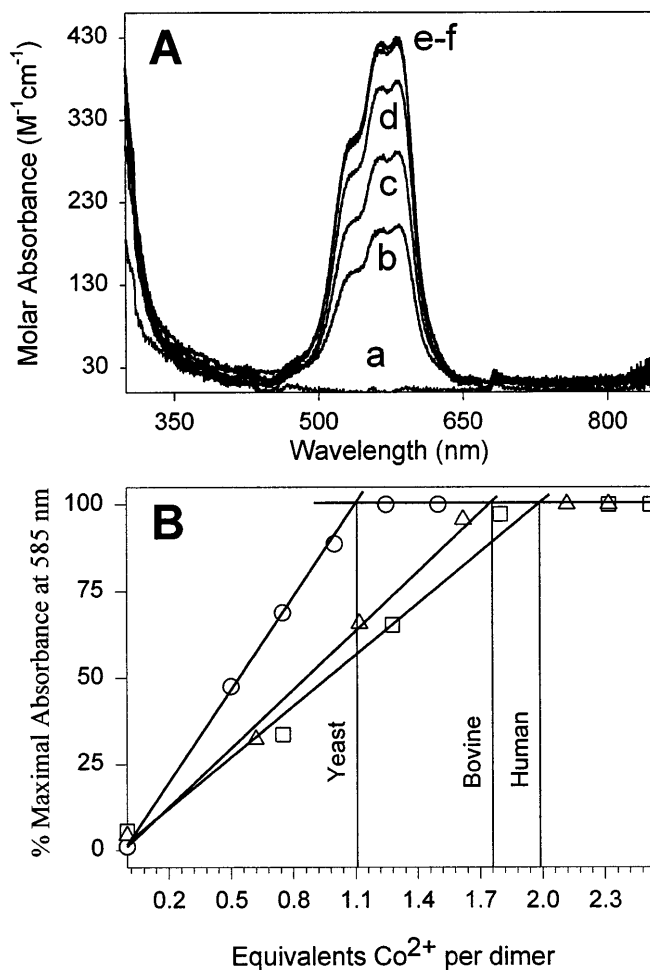 A
Molar Absorbance (M⁻¹cm⁻¹)
430
330
230
130
30
e-f
d
c
b
a
350
500
650
800
Wavelength (nm)
B
% Maximal Absorbance at 585 nm
100
75
50
25
0
Yeast
Bovine
Human
0.2
0.5
0.8
1.1
1.4
1.7
2.0
2.3
Equivalents Co²⁺ per dimer